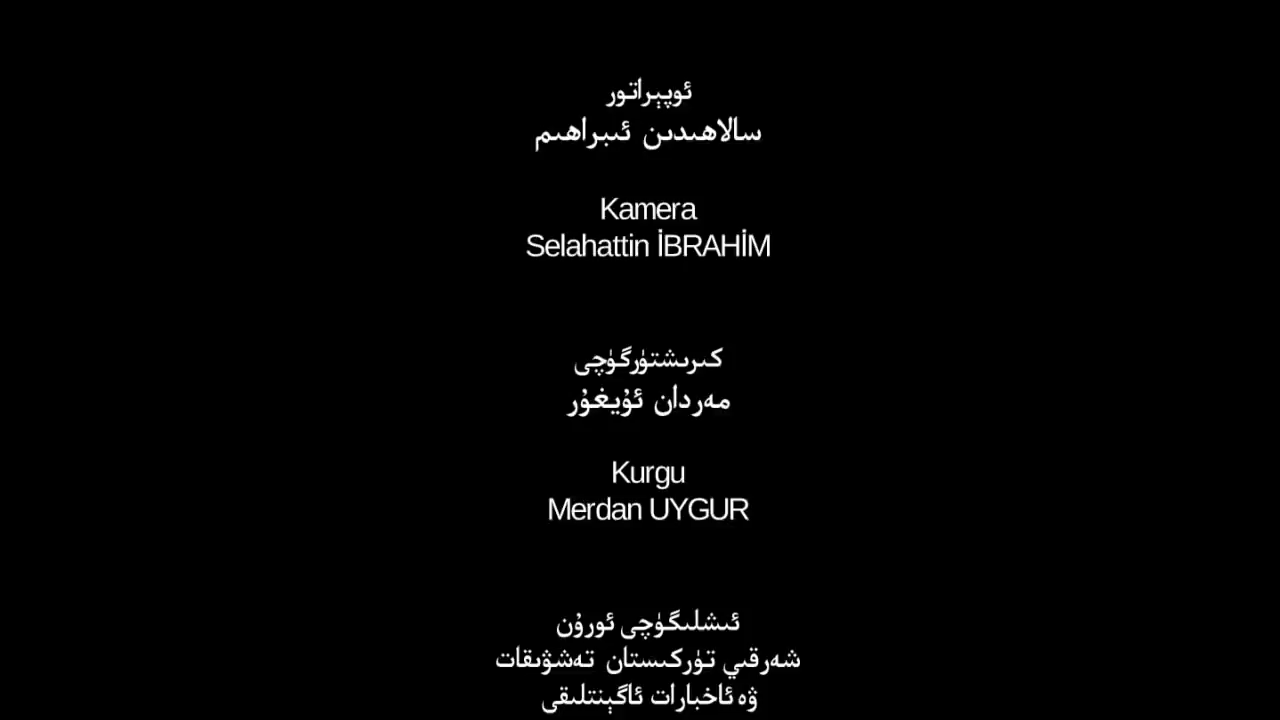 ئوپېراتور
سالاھىدىن ئىبراھىم
Kamera
Selahattin İBRAHİM
كىرىشتۈرگۈچى
مەردان ئۇيغۇر
Kurgu
Merdan UYGUR
ئىشلىگۈچى ئورۇن
شەرقىي تۈركىستان تەشۋىقات
ۋە ئاخبارات ئاگېنتلىقى